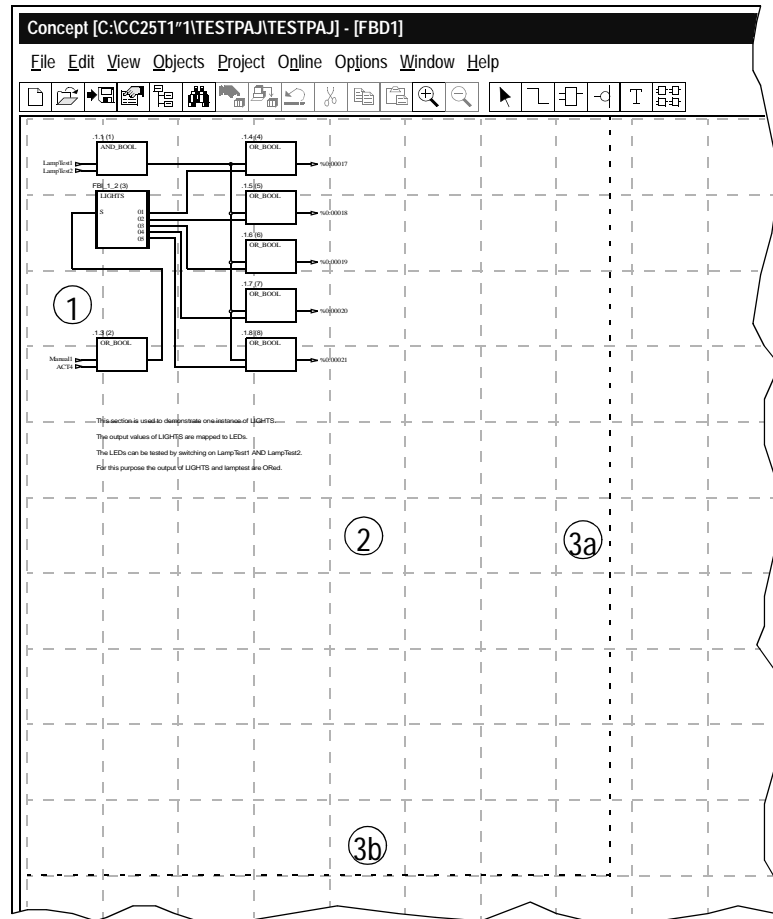 Concept [C:\CC25T1"1\TESTPAJ\TESTPAJ] - [FBD1]
File Edit View Objects Project Online Options Window Help
T
.1.1 (1)
AND_BOOL
LampTest1
LampTest2
.1.4 (4)
OR_BOOL
%0:00017
FBI_1_2 (3)
LIGHTS
S
01
02
03
04
05
.1.5 (5)
OR_BOOL
%0:00018
.1.6 (6)
OR_BOOL
%0:00019
1
.1.7 (7)
OR_BOOL
%0:00020
.1.3 (2)
OR_BOOL
Manual1
ACT4
.1.8 (8)
OR_BOOL
%0:00021
This section is used to demonstrate one instance of LIGHTS.
The output values of LIGHTS are mapped to LEDs.
The LEDs can be tested by switching on LampTest1 AND LampTest2.
For this purpose the output of LIGHTS and lamptest are ORed.
2
3a
3b